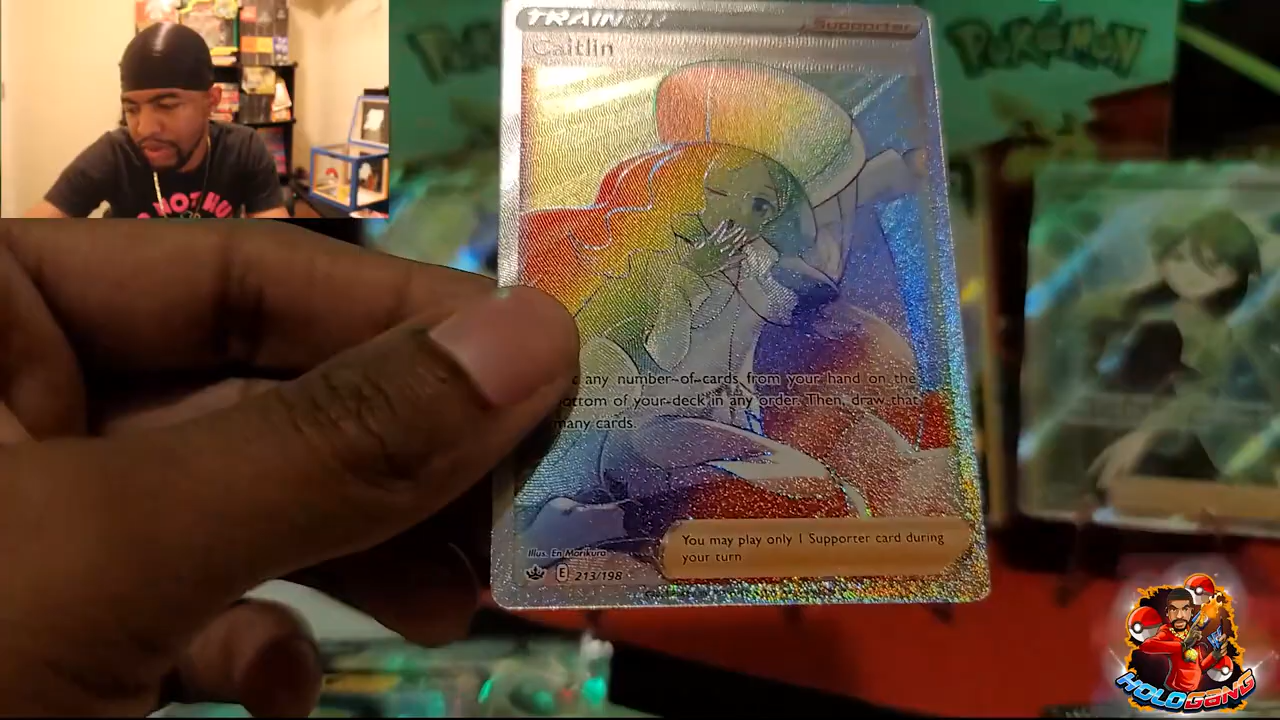 TRAINER
Supporter
Caitlin
POKéMON
any number of cards from your hand on the
bottom of your deck in any order. Then, draw that
many cards.
You may play only 1 Supporter card during
your turn
Illus. En Morikura
E 213/198
HOLOGANG